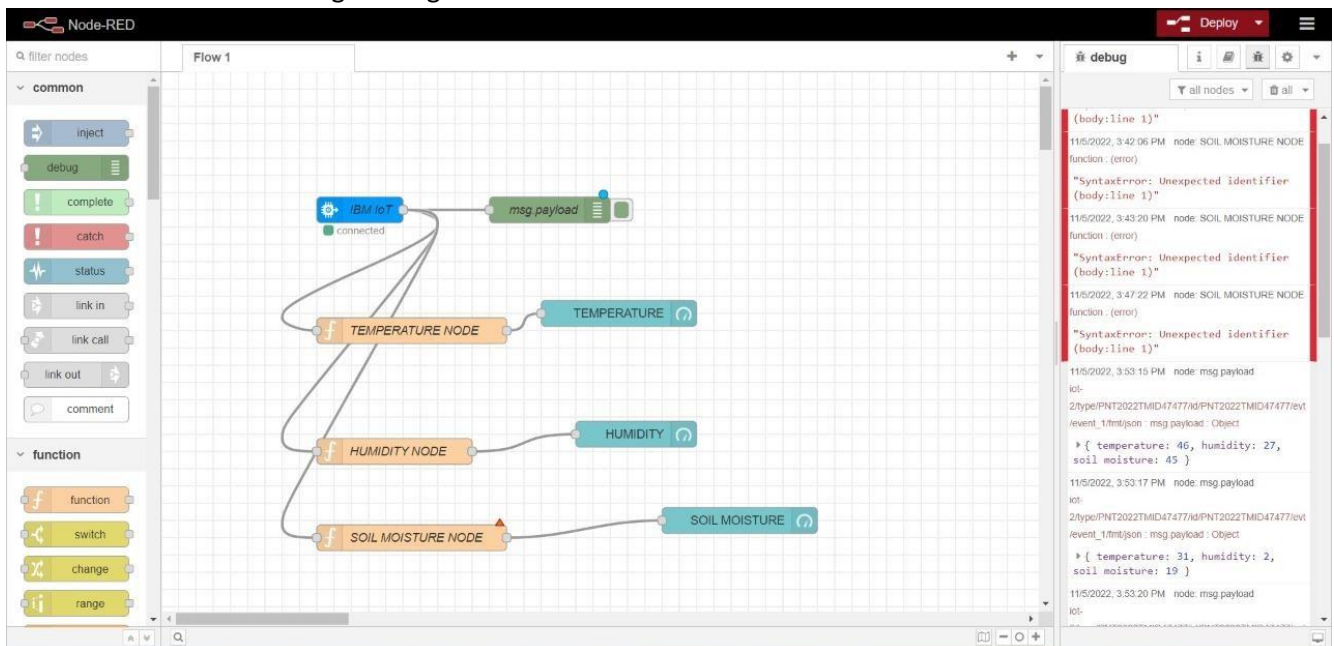 Node-RED
Deploy
filter nodes
Flow 1
debug
i
common
all nodes
all
inject
debug
complete
catch
status
link in
link call
link out
comment
function
function
switch
change
range
IBM IoT
connected
msg.payload
TEMPERATURE NODE
TEMPERATURE
HUMIDITY NODE
HUMIDITY
SOIL MOISTURE NODE
SOIL MOISTURE
(body:line 1)"
11/5/2022, 3:42:06 PM node: SOIL MOISTURE NODE
function : (error)
"SyntaxError: Unexpected identifier
(body:line 1)"
11/5/2022, 3:43:20 PM node: SOIL MOISTURE NODE
function : (error)
"SyntaxError: Unexpected identifier
(body:line 1)"
11/5/2022, 3:47:22 PM node: SOIL MOISTURE NODE
function : (error)
"SyntaxError: Unexpected identifier
(body:line 1)"
11/5/2022, 3:53:15 PM node: msg.payload
iot-
2/type/PNT2022TMID47477/id/PNT2022TMID47477/evt
/event_1/fmt/json : msg.payload : Object
{ temperature: 46, humidity: 27,
soil moisture: 45 }
11/5/2022, 3:53:17 PM node: msg.payload
iot-
2/type/PNT2022TMID47477/id/PNT2022TMID47477/evt
/event_1/fmt/json : msg.payload : Object
{ temperature: 31, humidity: 2,
soil moisture: 19 }
11/5/2022, 3:53:20 PM node: msg.payload
iot-